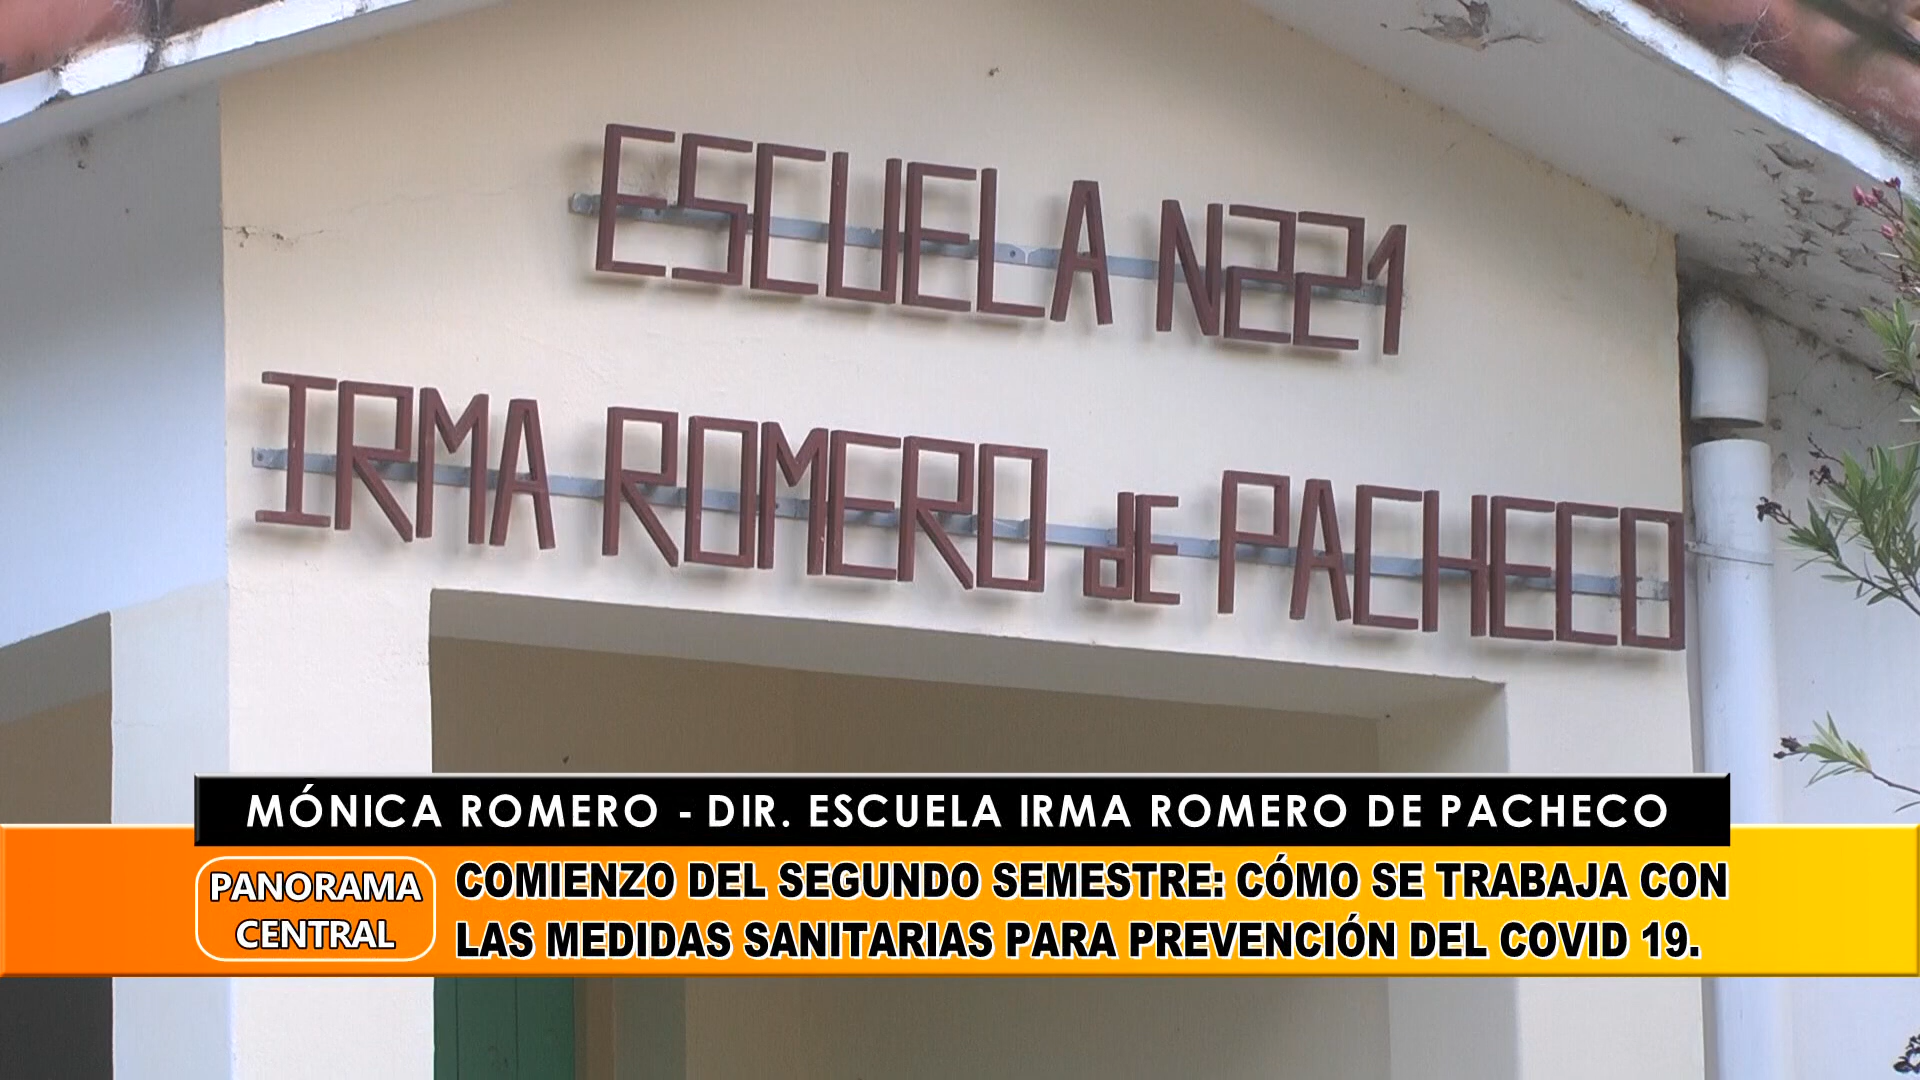 ESCUELA N221
IRMA ROMERO dE PACHECO
MÓNICA ROMERO - DIR. ESCUELA IRMA ROMERO DE PACHECO
PANORAMA
CENTRAL
COMIENZO DEL SEGUNDO SEMESTRE: CÓMO SE TRABAJA CON
LAS MEDIDAS SANITARIAS PARA PREVENCIÓN DEL COVID 19.